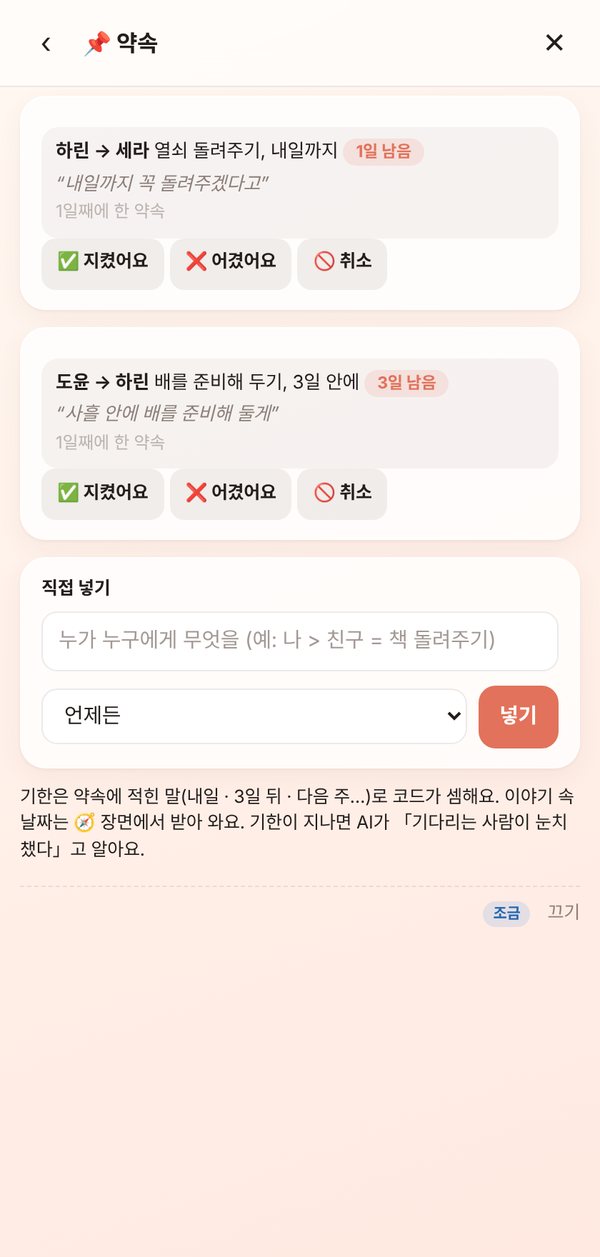 📌 약속
하린 → 세라 열쇠 돌려주기, 내일까지 1일 남음
“내일까지 꼭 돌려주겠다고”
1일째에 한 약속
✅ 지켰어요 ❌ 어겼어요 🚫 취소
도윤 → 하린 배를 준비해 두기, 3일 안에 3일 남음
“사흘 안에 배를 준비해 둘게”
1일째에 한 약속
✅ 지켰어요 ❌ 어겼어요 🚫 취소
직접 넣기
누가 누구에게 무엇을 (예: 나 > 친구 = 책 돌려주기)
언제든 넣기
기한은 약속에 적힌 말(내일 · 3일 뒤 · 다음 주…)로 코드가 셈해요. 이야기 속
날짜는 🧭 장면에서 받아 와요. 기한이 지나면 AI가 「기다리는 사람이 눈치
챘다」고 알아요.
조금 끄기